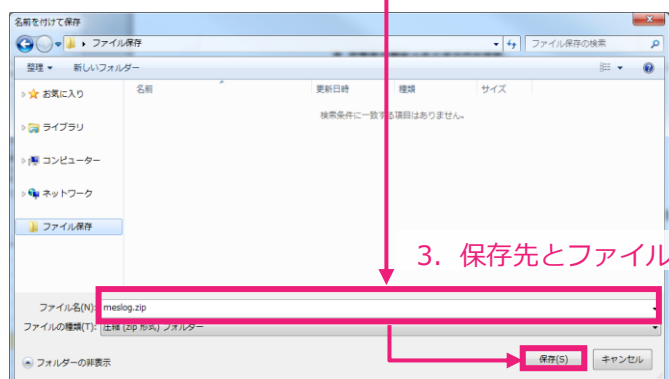 名前を付けて保存
ファイル保存
ファイル保存の検索
整理 新しいフォルダー
名前 更新日時 種類 サイズ
お気に入り
検索条件に一致する項目はありません。
ライブラリ
コンピューター
ネットワーク
ファイル保存
3. 保存先とファイル
ファイル名(N): meslog.zip
ファイルの種類(T): 圧縮 (zip 形式) フォルダー
フォルダーの非表示
保存(S) キャンセル